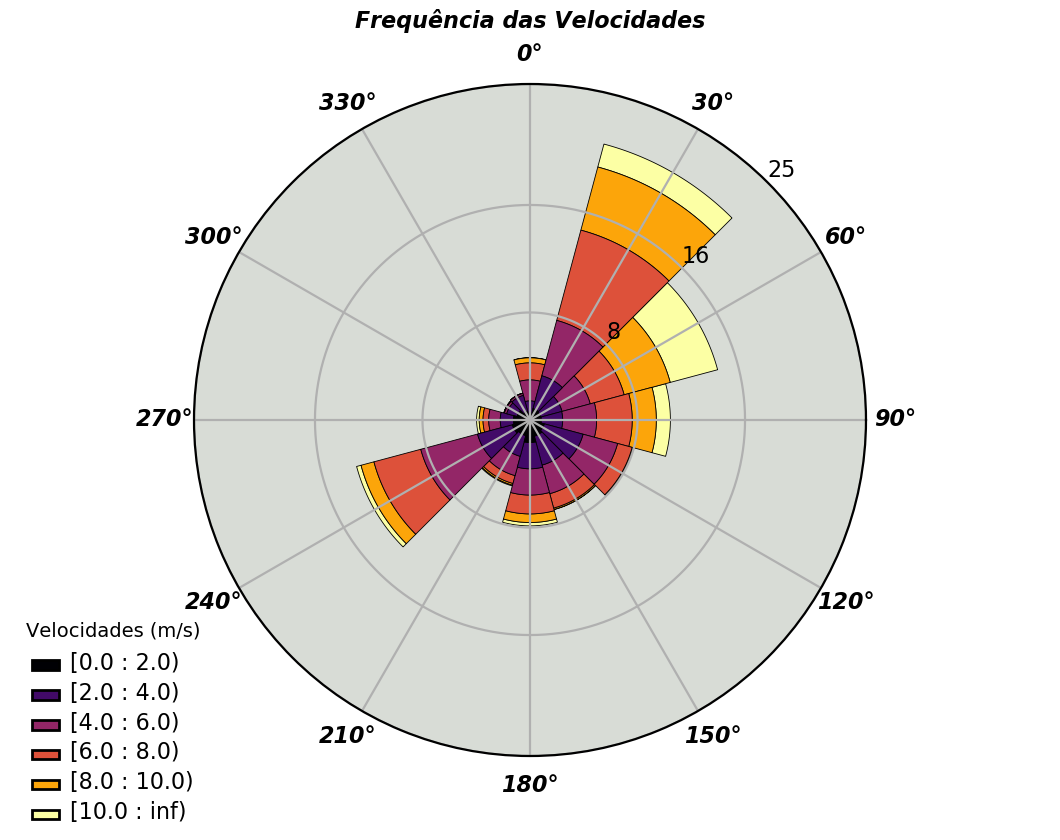 Frequência das Velocidades
0°
330°
30°
25
300°
60°
16
8
270°
90°
240°
120°
210°
150°
180°
Velocidades (m/s)
[0.0 : 2.0)
[2.0 : 4.0)
[4.0 : 6.0)
[6.0 : 8.0)
[8.0 : 10.0)
[10.0 : inf)